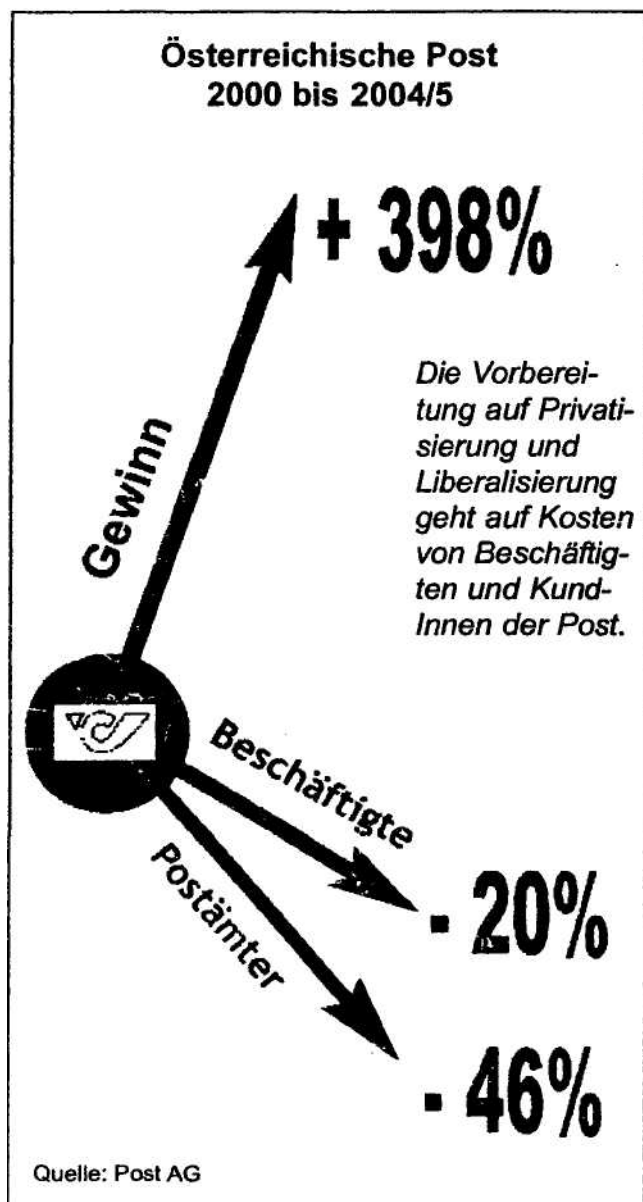 Österreichische Post
2000 bis 2004/5
+ 398%
Gewinn
Die Vorberei-
tung auf Privati-
sierung und
Liberalisierung
geht auf Kosten
von Beschäftig-
ten und Kund-
Innen der Post.
Beschäftigte
- 20%
Postämter
- 46%
Quelle: Post AG